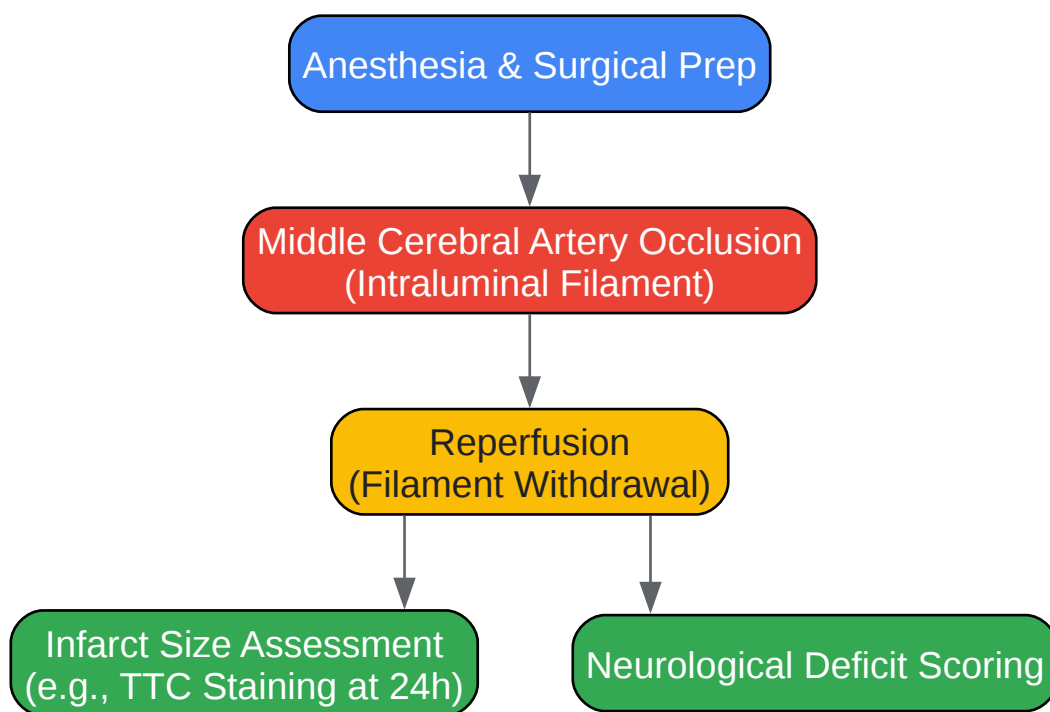 Anesthesia & Surgical Prep
Middle Cerebral Artery Occlusion
(Intraluminal Filament)
Reperfusion
(Filament Withdrawal)
Infarct Size Assessment
(e.g., TTC Staining at 24h)
Neurological Deficit Scoring